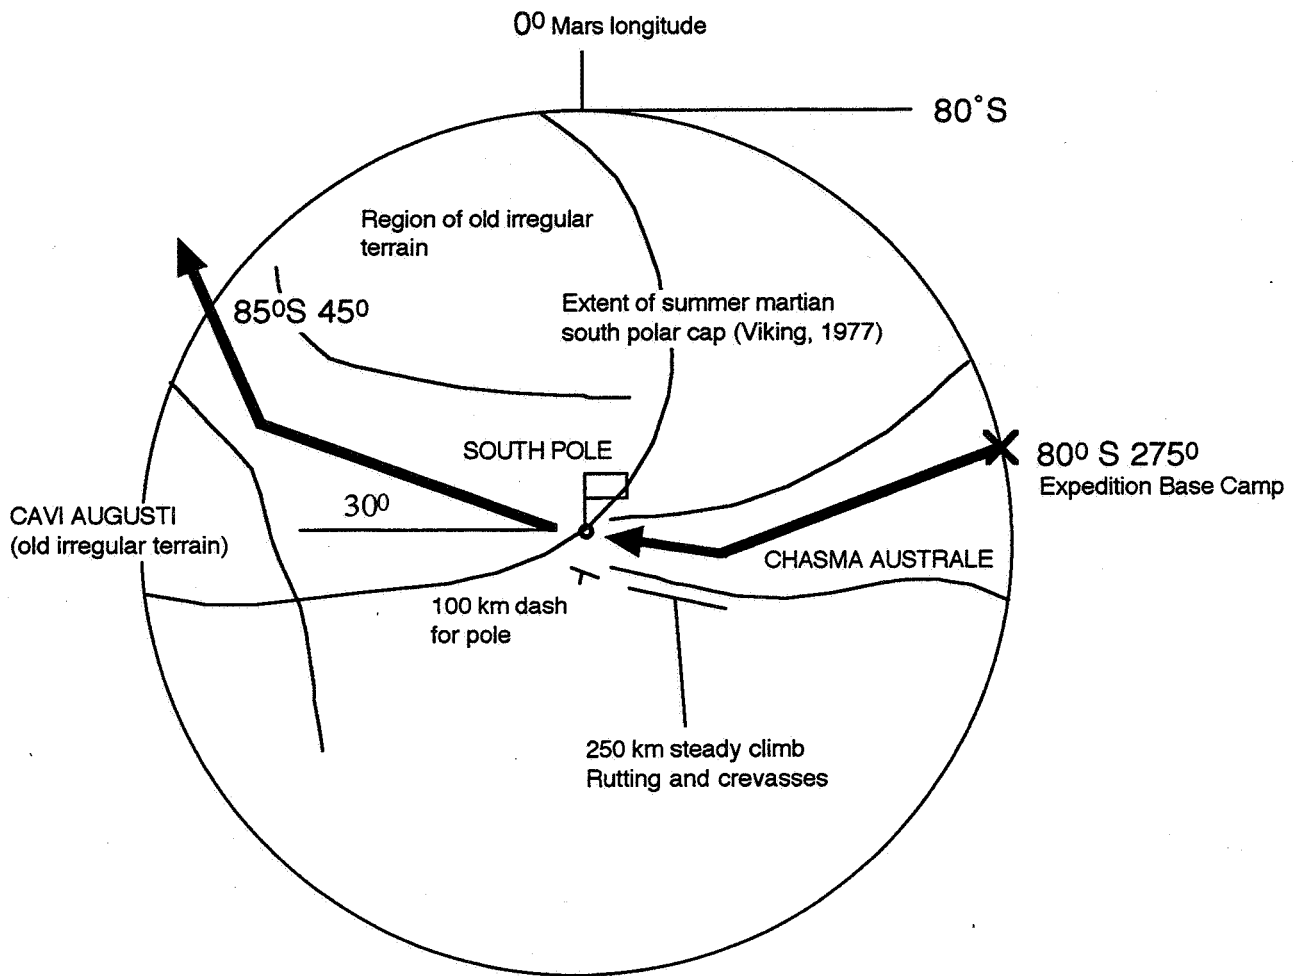 0⁰ Mars longitude
80°S
Region of old irregular
terrain
85⁰S 45⁰
Extent of summer martian
south polar cap (Viking, 1977)
SOUTH POLE
80⁰ S 275⁰
Expedition Base Camp
30⁰
CAVI AUGUSTI
(old irregular terrain)
CHASMA AUSTRALE
100 km dash
for pole
250 km steady climb
Rutting and crevasses